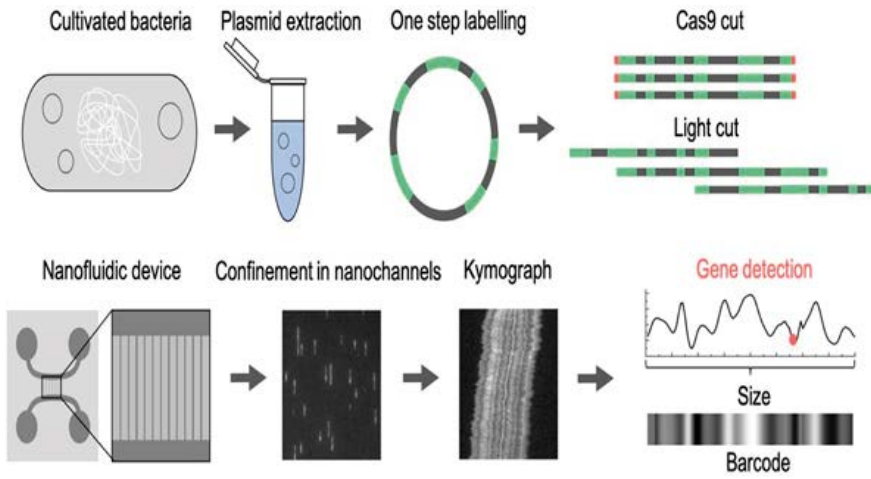 Cultivated bacteria
Plasmid extraction
One step labelling
Cas9 cut
Light cut
Nanofluidic device
Confinement in nanochannels
Kymograph
Gene detection
Size
Barcode